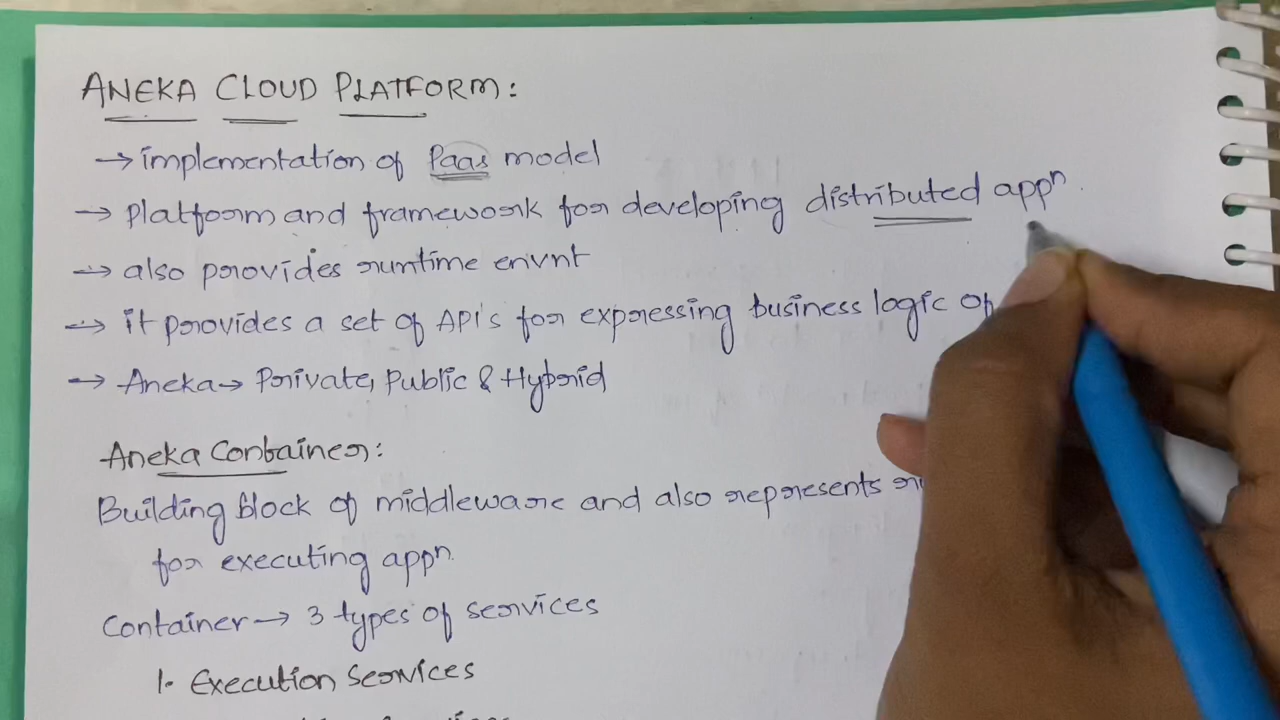 ANEKA CLOUD PLATFORM:
→ implementation of Paas model
→ platform and framework for developing distributed appⁿ.
→ also provides runtime envnt
→ it provides a set of API's for expressing business logic of
→ Aneka → Private, Public & Hybrid
Aneka Container:
Building block of middleware and also represents
for executing appⁿ.
Container → 3 types of services
1. Execution Services